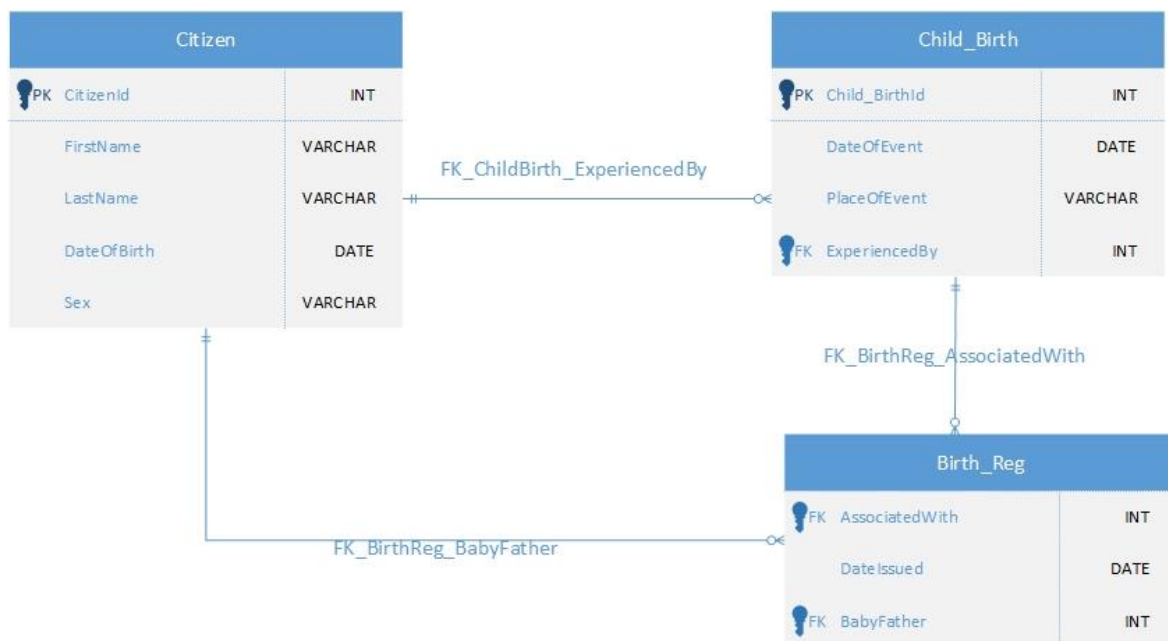 Citizen
PK CitizenId INT
FirstName VARCHAR
LastName VARCHAR
DateOfBirth DATE
Sex VARCHAR
FK_ChildBirth_ExperiencedBy
Child_Birth
PK Child_BirthId INT
DateOfEvent DATE
PlaceOfEvent VARCHAR
FK ExperiencedBy INT
FK_BirthReg_AssociatedWith
FK_BirthReg_BabyFather
Birth_Reg
FK AssociatedWith INT
DateIssued DATE
FK BabyFather INT